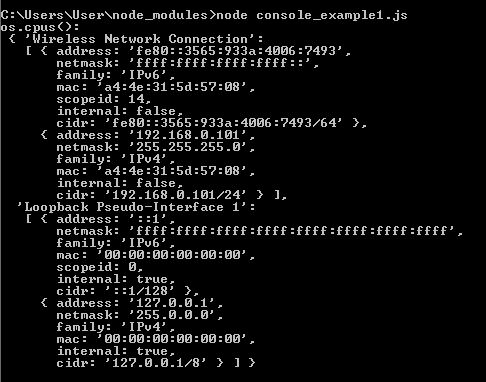 C:\Users\User\node_modules>node console_example1.js
os.cpus():
{ 'Wireless Network Connection':
[ { address: 'fe80::3565:933a:4006:7493',
netmask: 'ffff:ffff:ffff:ffff::',
family: 'IPv6',
mac: 'a4:4e:31:5d:57:08',
scopeid: 14,
internal: false,
cidr: 'fe80::3565:933a:4006:7493/64' },
{ address: '192.168.0.101',
netmask: '255.255.255.0',
family: 'IPv4',
mac: 'a4:4e:31:5d:57:08',
internal: false,
cidr: '192.168.0.101/24' } ],
'Loopback Pseudo-Interface 1':
[ { address: '::1',
netmask: 'ffff:ffff:ffff:ffff:ffff:ffff:ffff:ffff',
family: 'IPv6',
mac: '00:00:00:00:00:00',
scopeid: 0,
internal: true,
cidr: '::1/128' },
{ address: '127.0.0.1',
netmask: '255.0.0.0',
family: 'IPv4',
mac: '00:00:00:00:00:00',
internal: true,
cidr: '127.0.0.1/8' } ] }